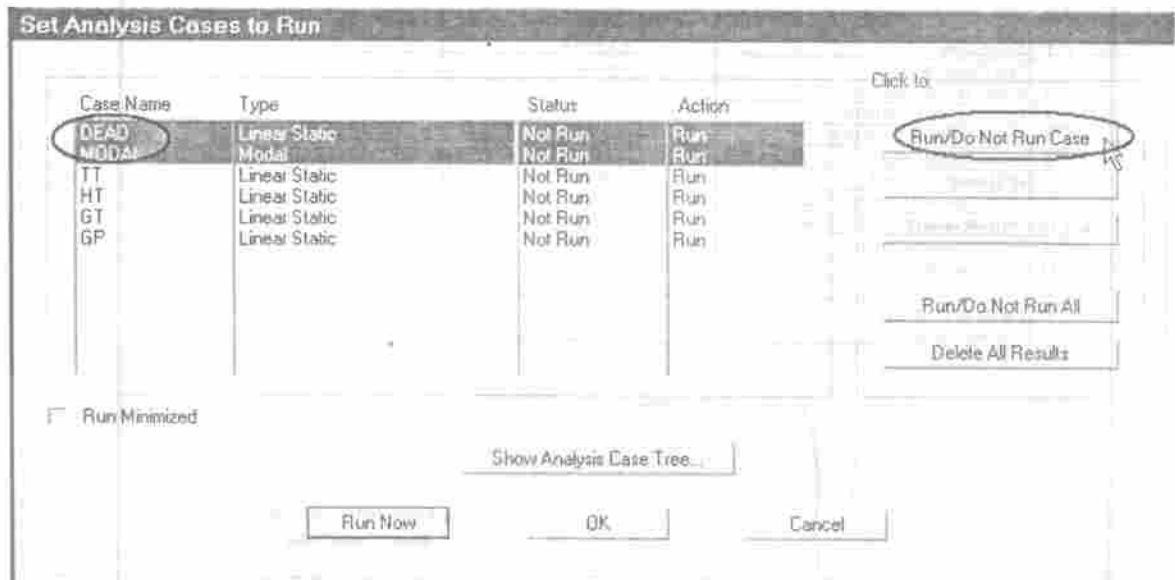 Set Analysis Cases to Run
Click to:
Case Name Type Status Action
DEAD Linear Static Not Run Run
MODAL Modal Not Run Run
TT Linear Static Not Run Run
HT Linear Static Not Run Run
GT Linear Static Not Run Run
GP Linear Static Not Run Run
Run/Do Not Run Case
Run/Do Not Run All
Delete All Results
Run Minimized
Show Analysis Case Tree...
Run Now OK Cancel